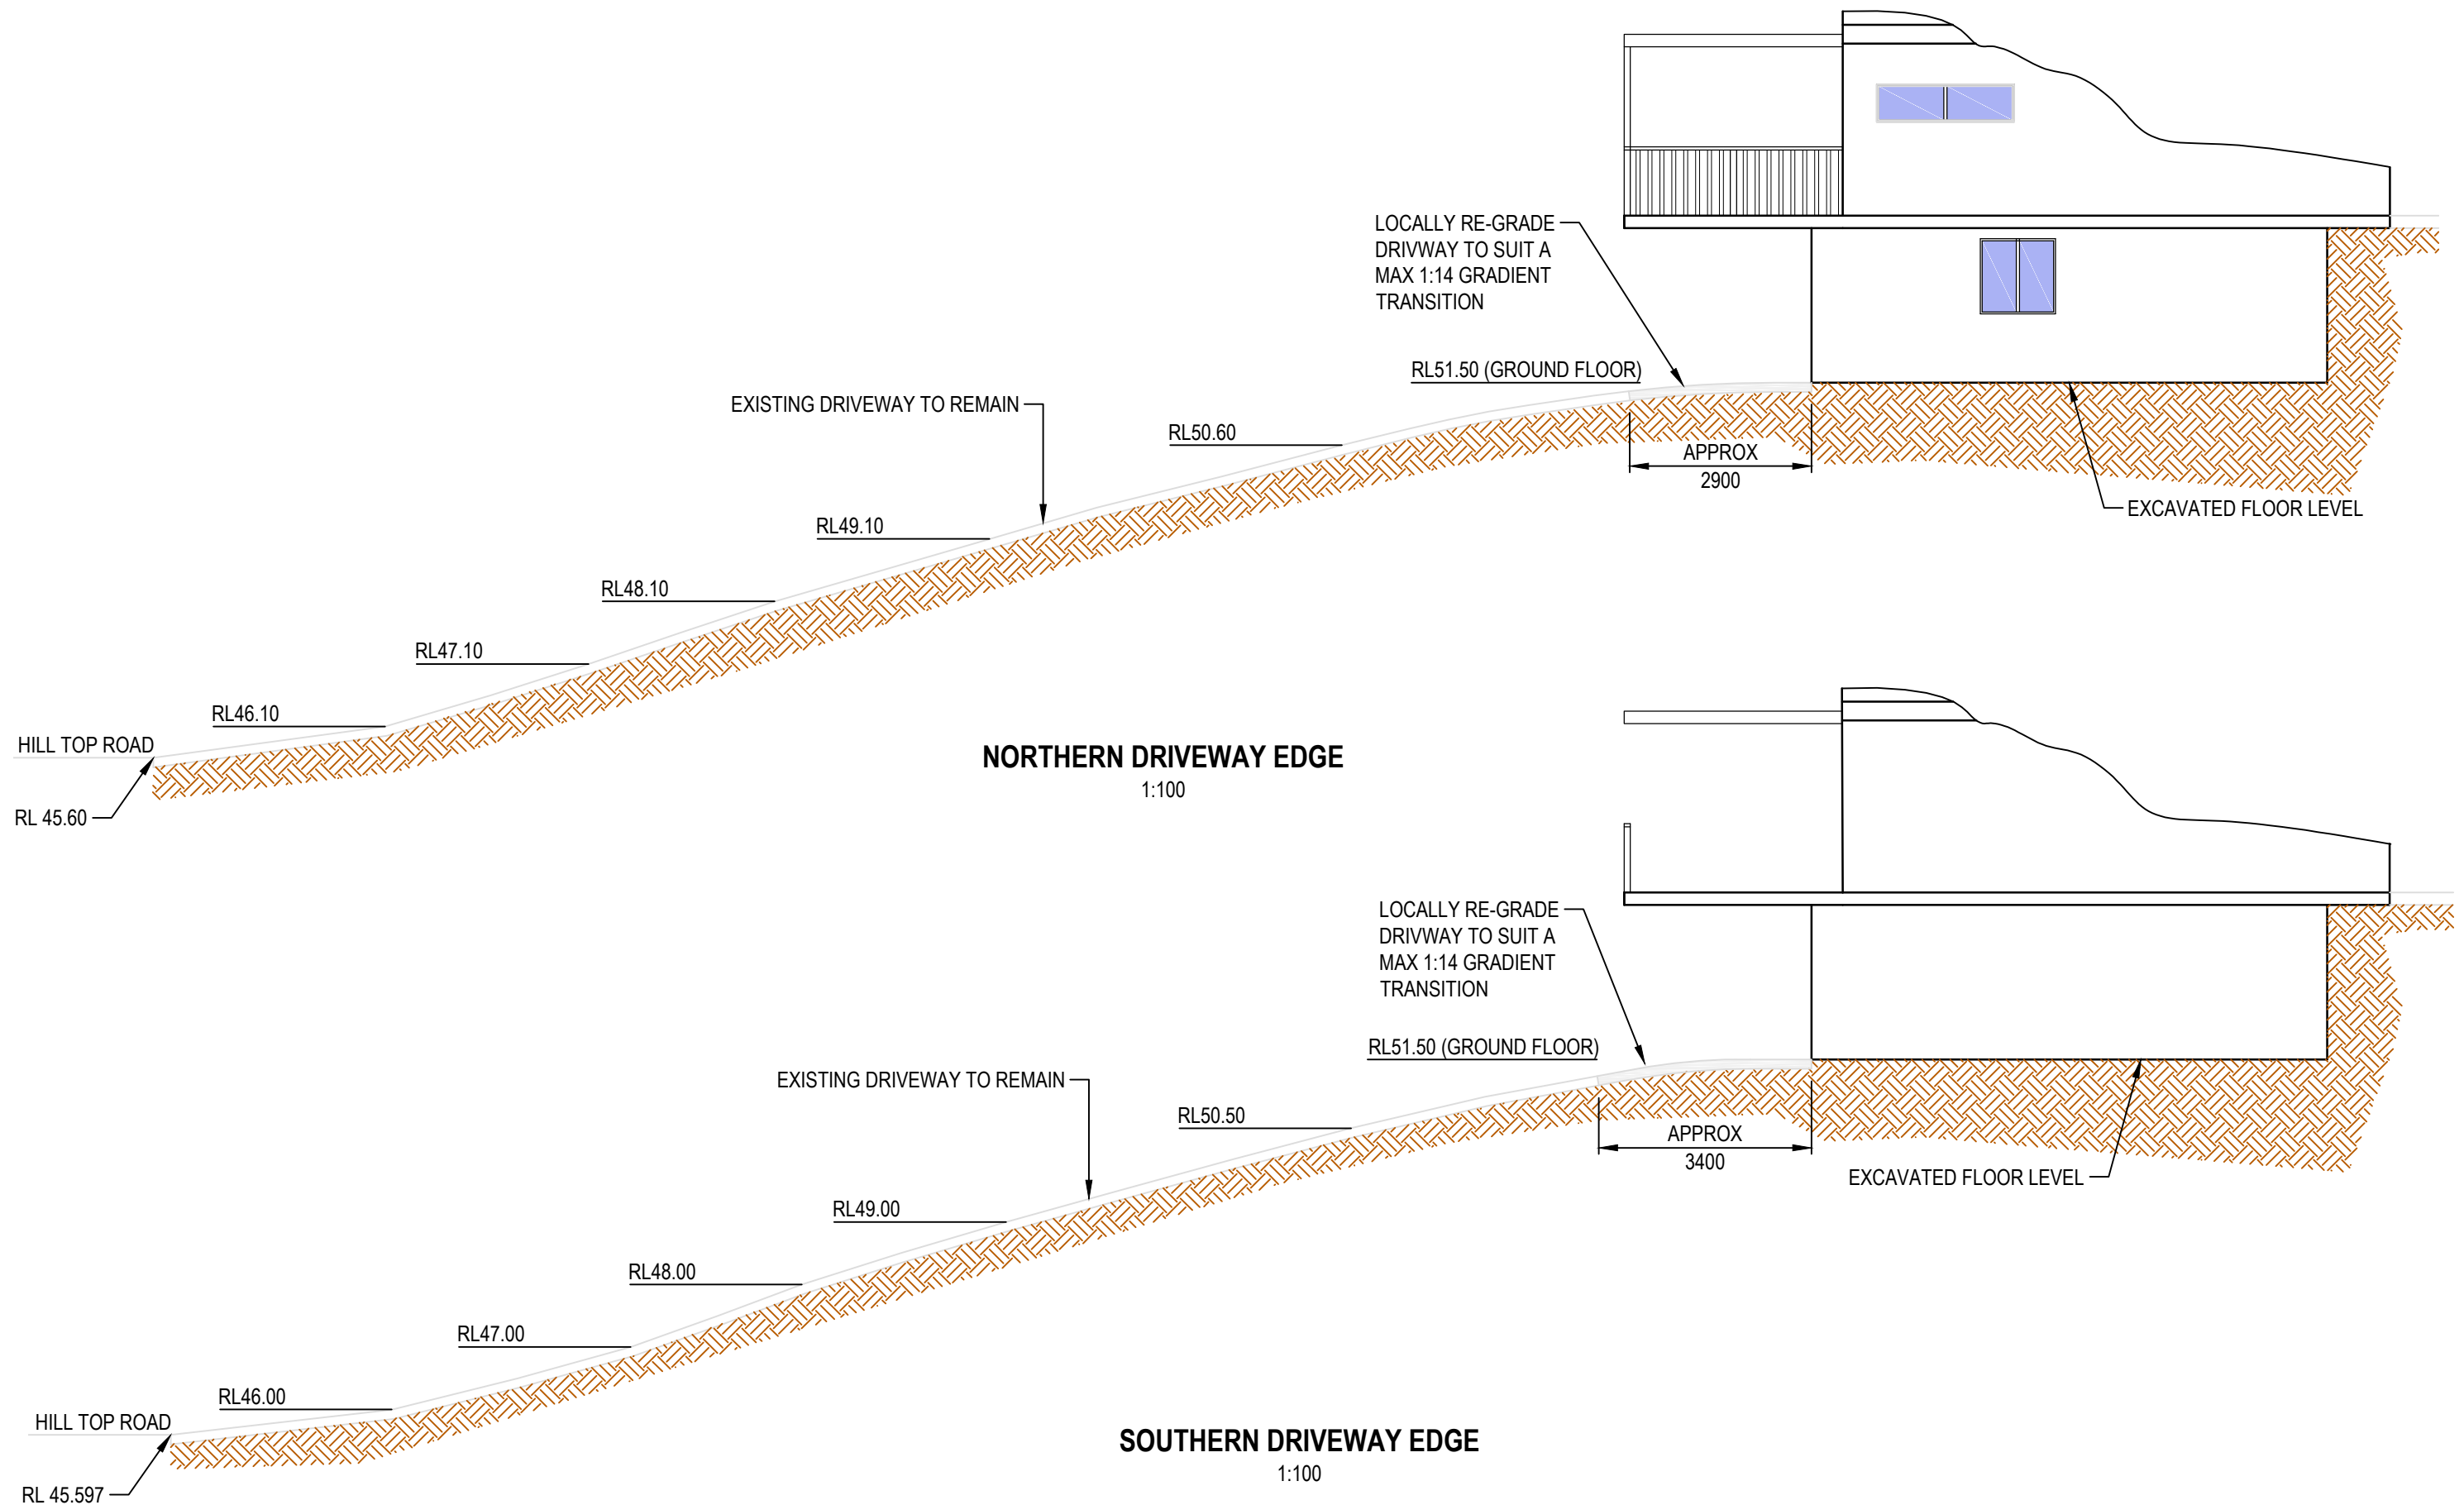 LOCALLY RE-GRADE
DRIVWAY TO SUIT A
MAX 1:14 GRADIENT
TRANSITION
RL51.50 (GROUND FLOOR)
EXISTING DRIVEWAY TO REMAIN
RL50.60
APPROX
2900
EXCAVATED FLOOR LEVEL
RL49.10
RL48.10
RL47.10
RL46.10
HILL TOP ROAD
RL 45.60
NORTHERN DRIVEWAY EDGE
1:100
LOCALLY RE-GRADE
DRIVWAY TO SUIT A
MAX 1:14 GRADIENT
TRANSITION
RL51.50 (GROUND FLOOR)
EXISTING DRIVEWAY TO REMAIN
RL50.50
APPROX
3400
EXCAVATED FLOOR LEVEL
RL49.00
RL48.00
RL47.00
RL46.00
HILL TOP ROAD
RL 45.597
SOUTHERN DRIVEWAY EDGE
1:100